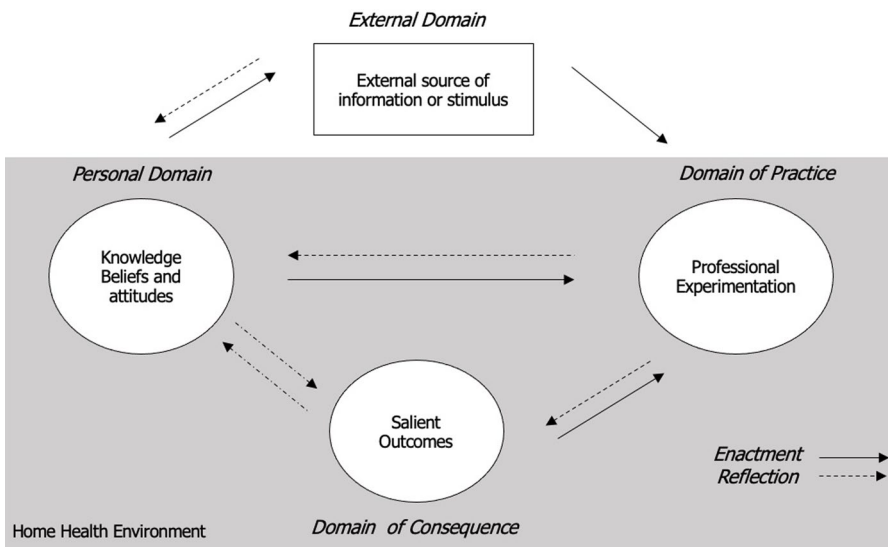 External Domain
External source of
information or stimulus
Personal Domain
Domain of Practice
Knowledge
Beliefs and
attitudes
Professional
Experimentation
Salient
Outcomes
Enactment
Reflection
Home Health Environment
Domain of Consequence